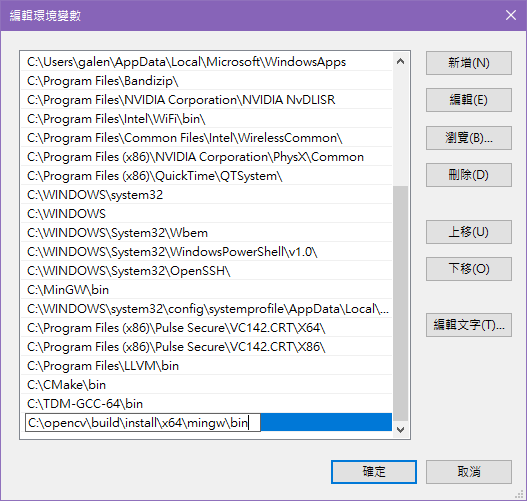 編輯環境變數
C:\Users\galen\AppData\Local\Microsoft\WindowsApps
C:\Program Files\Bandizip\
C:\Program Files\NVIDIA Corporation\NVIDIA NvDLISR
C:\Program Files\Intel\WiFi\bin\
C:\Program Files\Common Files\Intel\WirelessCommon\
C:\Program Files (x86)\NVIDIA Corporation\PhysX\Common
C:\Program Files (x86)\QuickTime\QTSystem\
C:\WINDOWS\system32
C:\WINDOWS
C:\WINDOWS\System32\Wbem
C:\WINDOWS\System32\WindowsPowerShell\v1.0\
C:\WINDOWS\System32\OpenSSH\
C:\MinGW\bin
C:\WINDOWS\system32\config\systemprofile\AppData\Local\...
C:\Program Files (x86)\Pulse Secure\VC142.CRT\X64\
C:\Program Files (x86)\Pulse Secure\VC142.CRT\X86\
C:\Program Files\LLVM\bin
C:\CMake\bin
C:\TDM-GCC-64\bin
C:\opencv\build\install\x64\mingw\bin
新增(N)
編輯(E)
瀏覽(B)...
刪除(D)
上移(U)
下移(O)
編輯文字(T)...
確定
取消